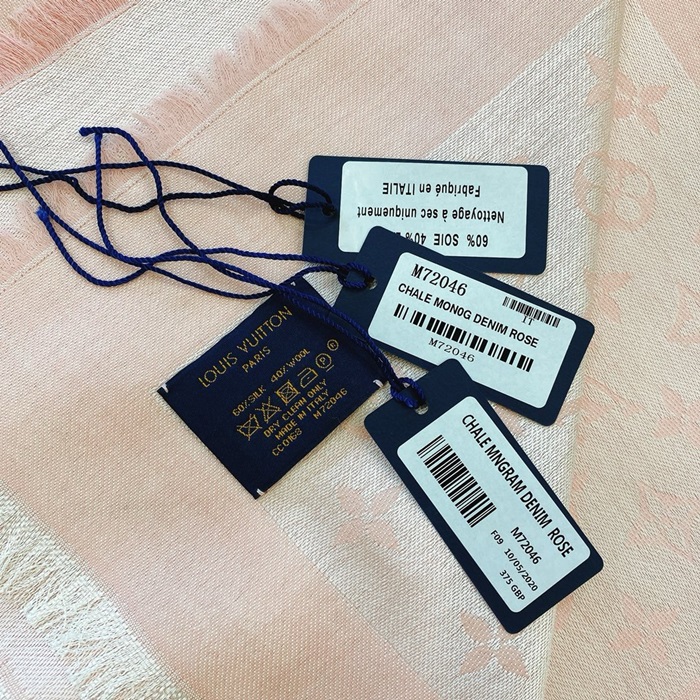 60% SOIE 40%
Nettoyage à sec uniquement
Fabriqué en ITALIE
M72046
IT
CHALE MONOG DENIM ROSE
M72046
LOUIS VUITTON
PARIS
60%SILK 40%WOOL
P ®
DRY CLEAN ONLY
MADE IN ITALY
CC0168 M72046
CHALE MNGRAM DENIM ROSE
M72046
F09 10/05/2020
375 GBP